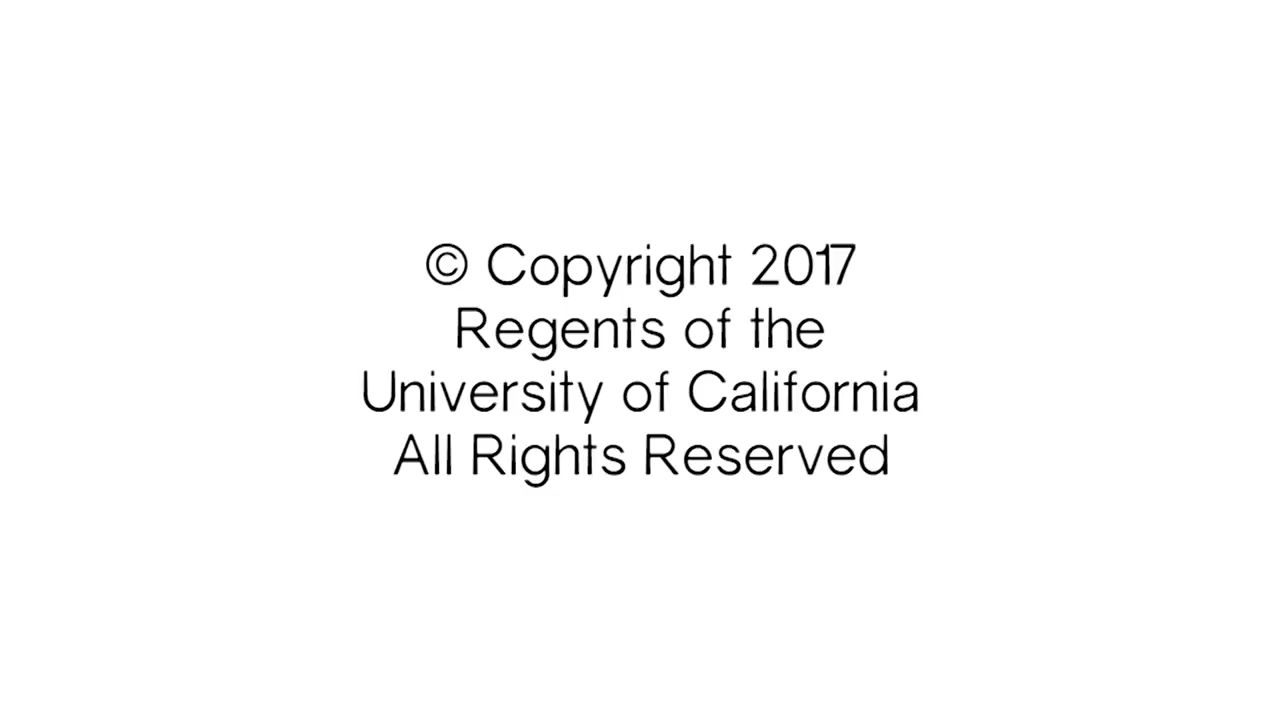 © Copyright 2017
Regents of the
University of California
All Rights Reserved